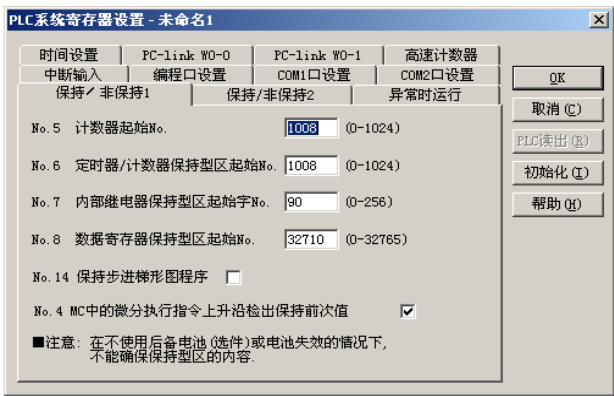 PLC系统寄存器设置 - 未命名1
时间设置 PC-link W0-0 PC-link W0-1 高速计数器
中断输入 编程口设置 COM1口设置 COM2口设置
保持/ 非保持1 保持/非保持2 异常时运行
No.5 计数器起始No. 1008 (0-1024)
No.6 定时器/计数器保持型区起始No. 1008 (0-1024)
No.7 内部继电器保持型区起始字No. 90 (0-256)
No.8 数据寄存器保持型区起始No. 32710 (0-32765)
No.14 保持步进梯形图程序
No.4 MC中的微分执行指令上升沿检出保持前次值
■注意: 在不使用后备电池(选件)或电池失效的情况下,
不能确保保持型区的内容.
OK
取消(C)
PLC读出(R)
初始化(I)
帮助(H)